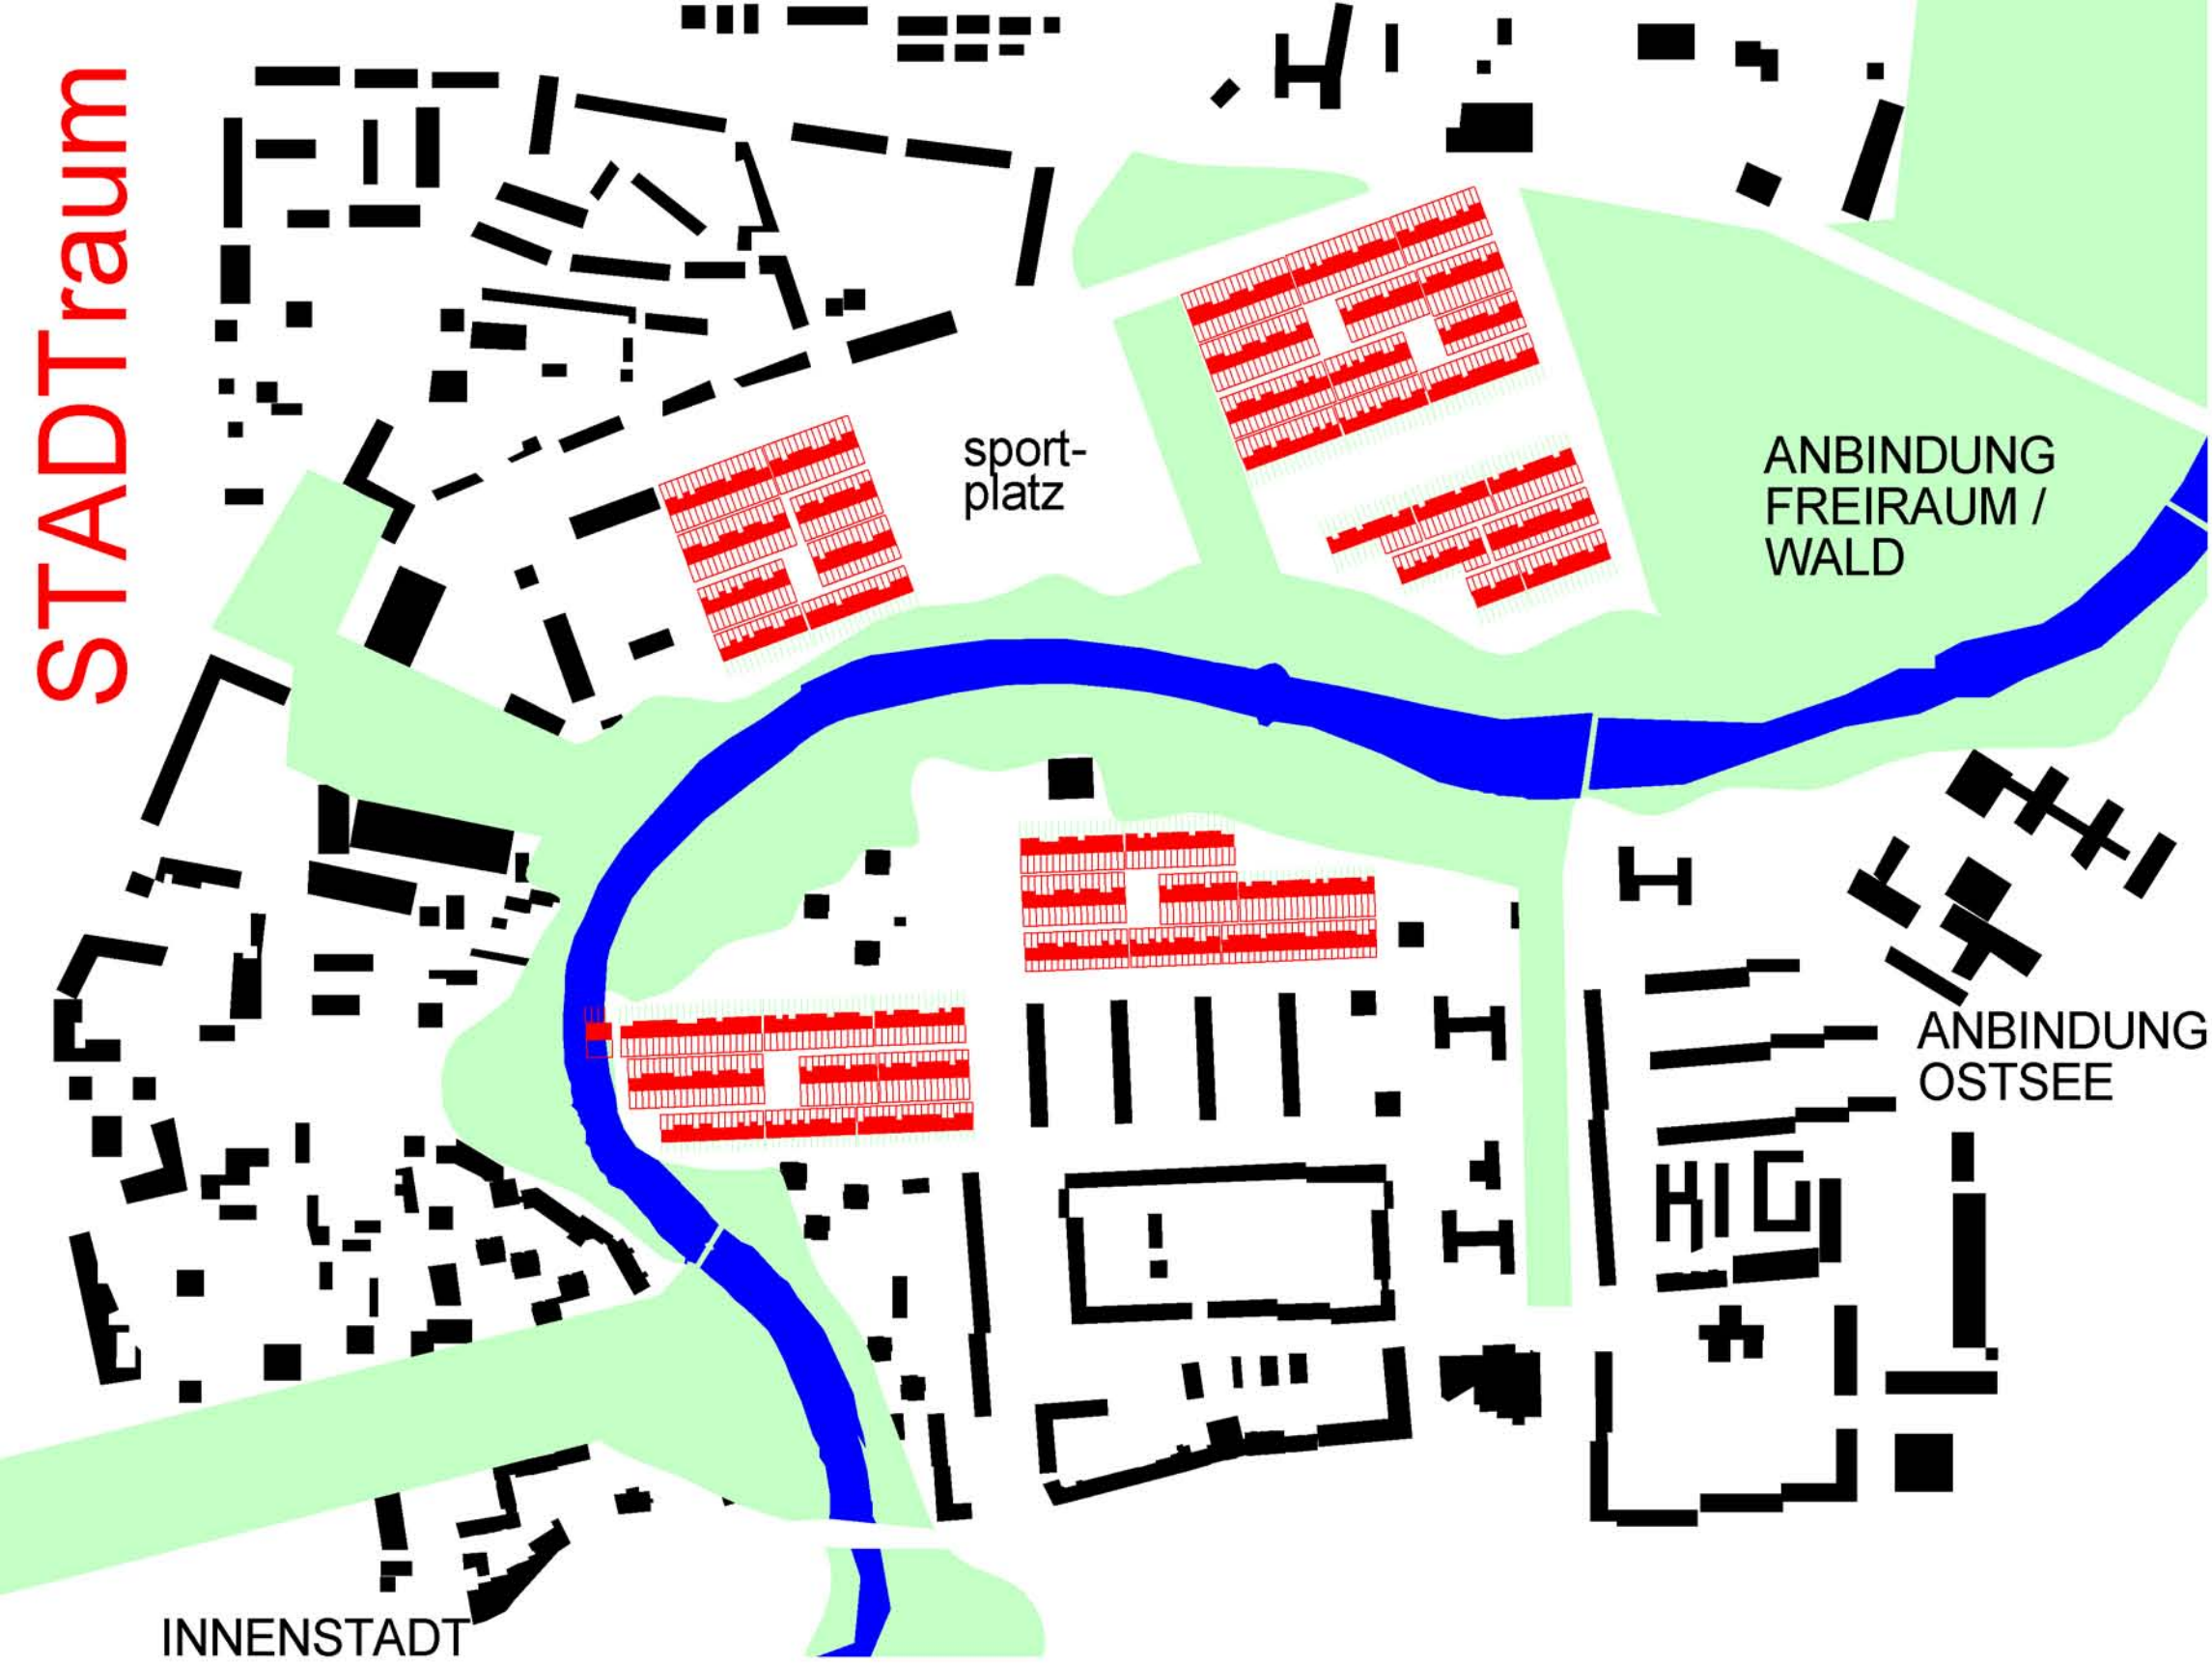 STADTraum
sport-
platz
ANBINDUNG
FREIRAUM /
WALD
ANBINDUNG
OSTSEE
INNENSTADT